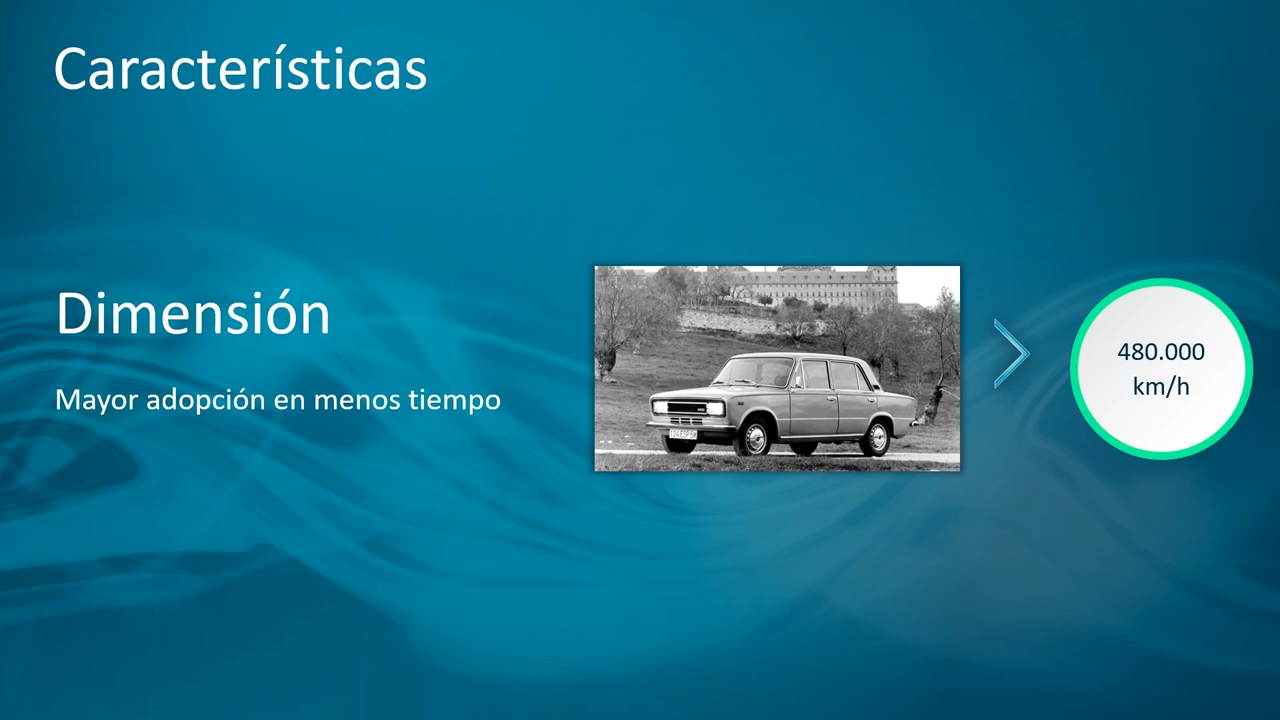 Características
Dimensión
Mayor adopción en menos tiempo
480.000
km/h